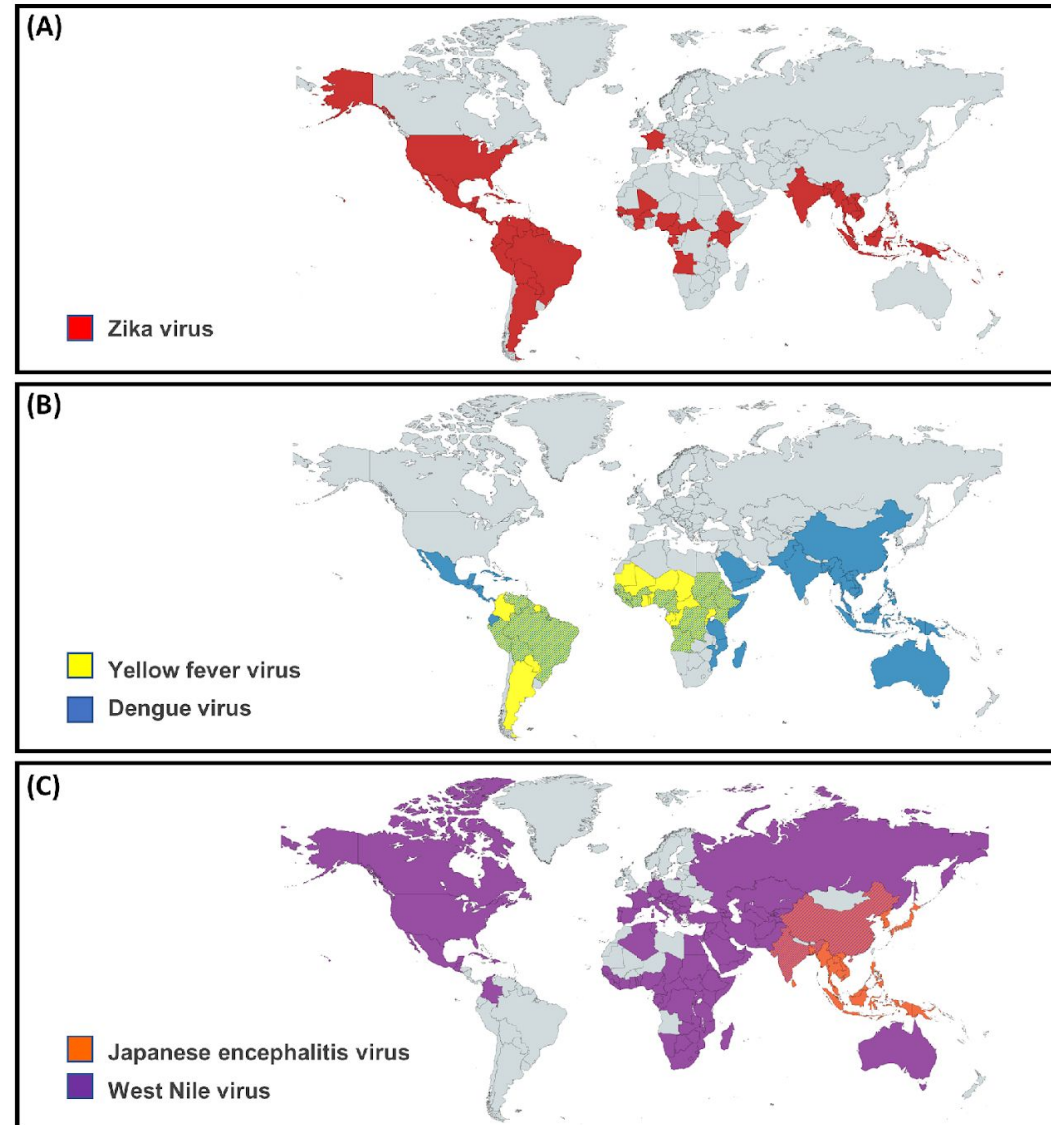 (A)
Zika virus
(B)
Yellow fever virus
Dengue virus
(C)
Japanese encephalitis virus
West Nile virus